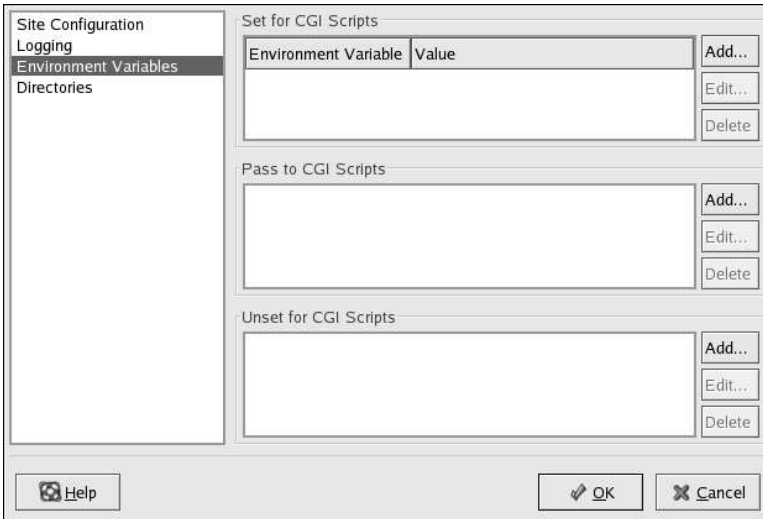 Site Configuration
Logging
Environment Variables
Directories
Set for CGI Scripts
Environment Variable Value
Add...
Edit...
Delete
Pass to CGI Scripts
Add...
Edit...
Delete
Unset for CGI Scripts
Add...
Edit...
Delete
Help
OK
Cancel